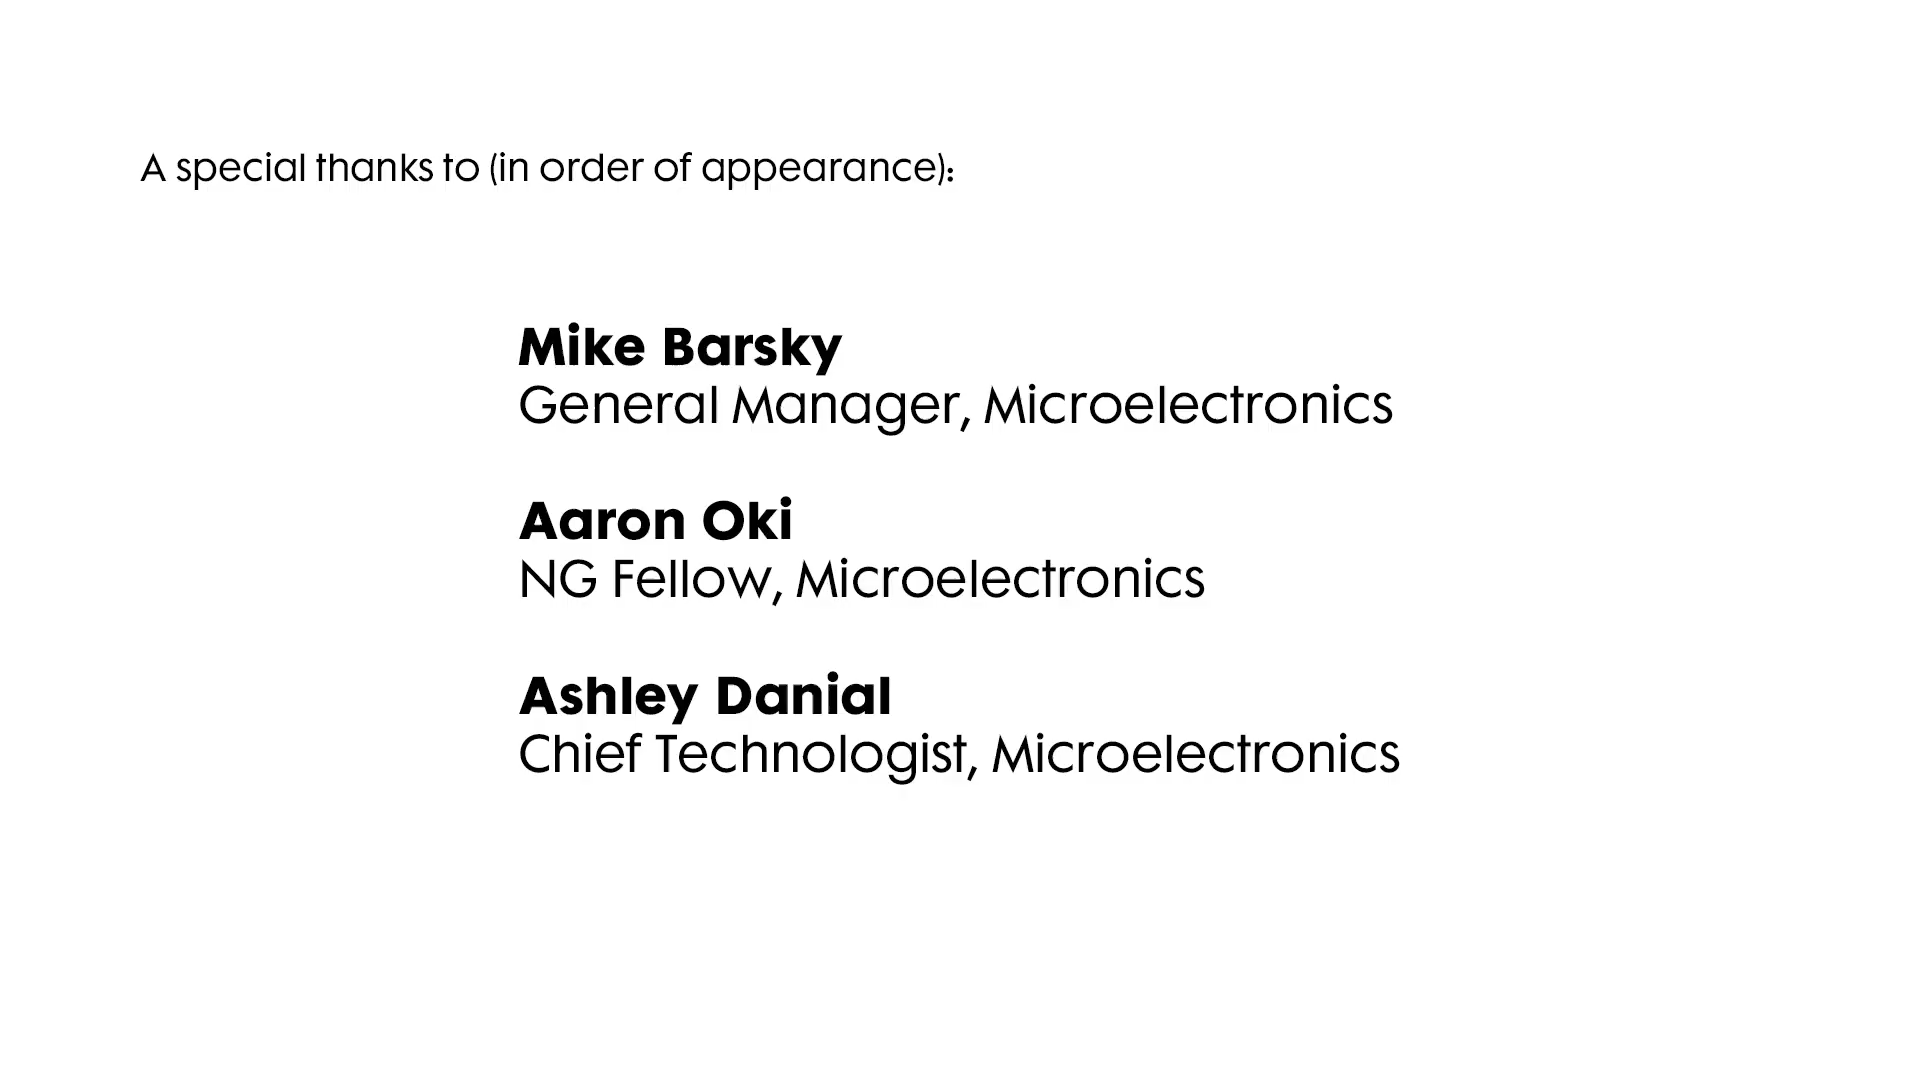 A special thanks to (in order of appearance):
Mike Barsky
General Manager, Microelectronics
Aaron Oki
NG Fellow, Microelectronics
Ashley Danial
Chief Technologist, Microelectronics